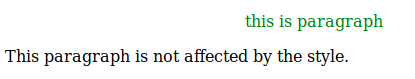 this is paragraph
This paragraph is not affected by the style.